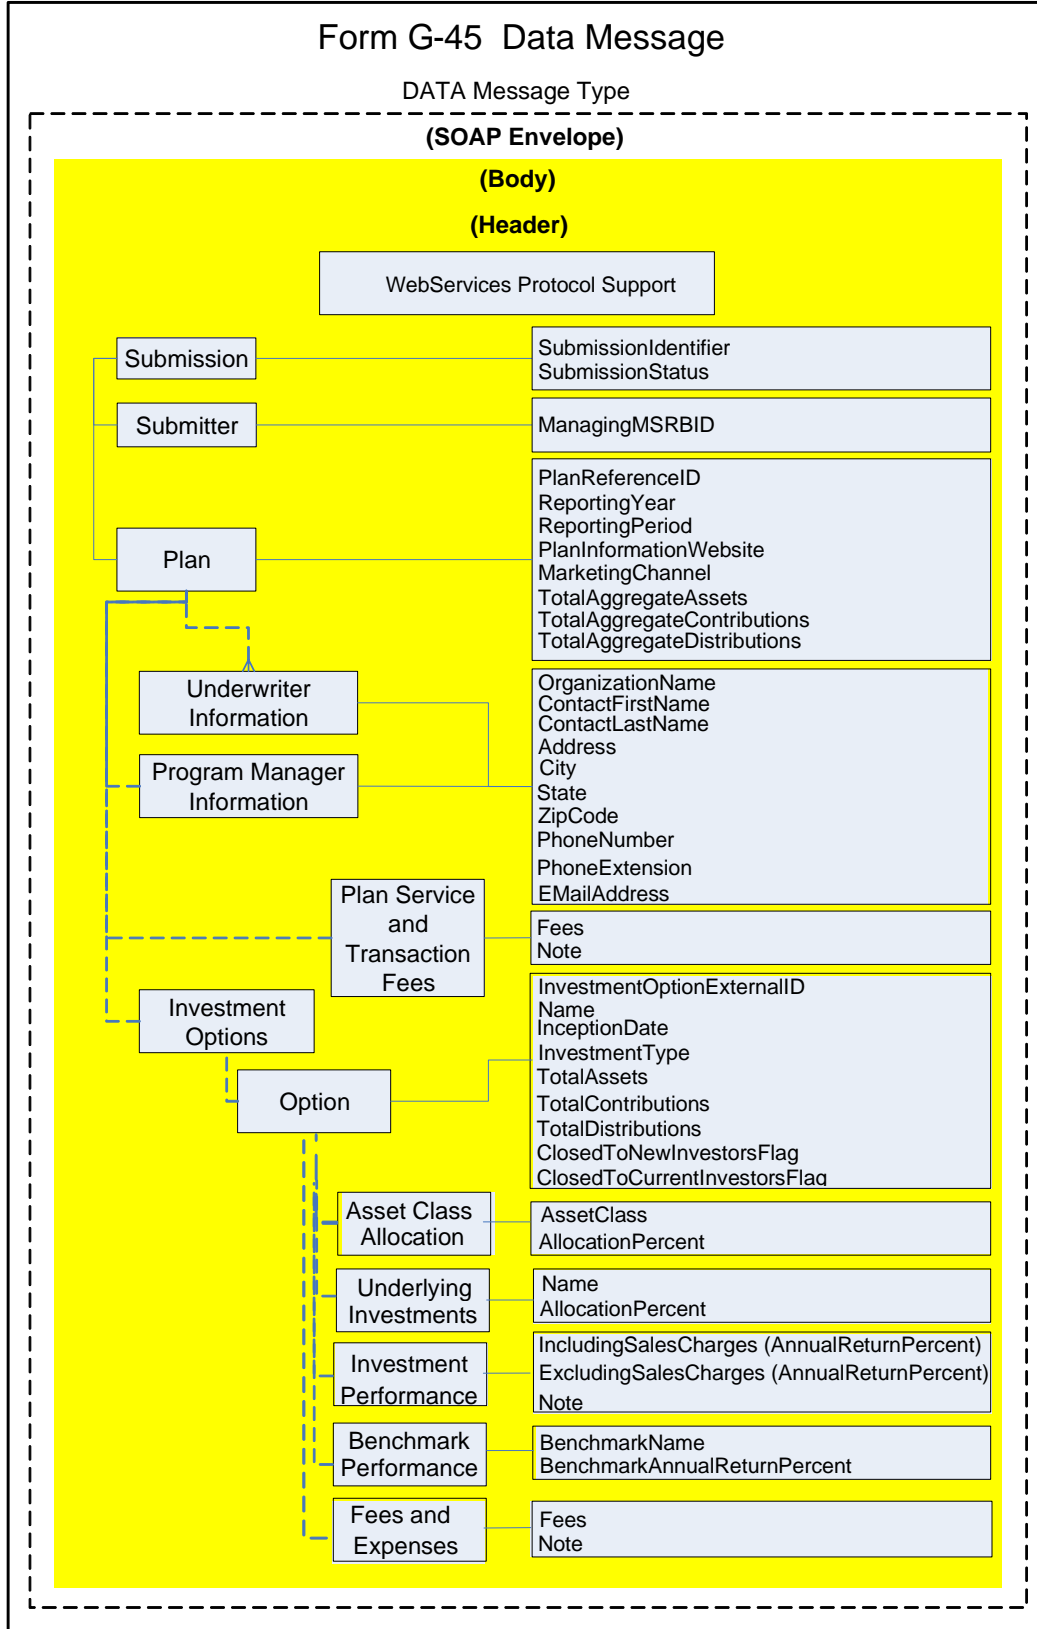 Form G-45 Data Message
DATA Message Type
(SOAP Envelope)
(Body)
(Header)
WebServices Protocol Support
Submission
SubmissionIdentifier
SubmissionStatus
Submitter
ManagingMSRBID
Plan
PlanReferenceID
ReportingYear
ReportingPeriod
PlanInformationWebsite
MarketingChannel
TotalAggregateAssets
TotalAggregateContributions
TotalAggregateDistributions
Underwriter
Information
Program Manager
Information
OrganizationName
ContactFirstName
ContactLastName
Address
City
State
ZipCode
PhoneNumber
PhoneExtension
EMailAddress
Plan Service
and
Transaction
Fees
Fees
Note
Investment
Options
Option
InvestmentOptionExternalID
Name
InceptionDate
InvestmentType
TotalAssets
TotalContributions
TotalDistributions
ClosedToNewInvestorsFlag
ClosedToCurrentInvestorsFlag
Asset Class
Allocation
AssetClass
AllocationPercent
Underlying
Investments
Name
AllocationPercent
Investment
Performance
IncludingSalesCharges (AnnualReturnPercent)
ExcludingSalesCharges (AnnualReturnPercent)
Note
Benchmark
Performance
BenchmarkName
BenchmarkAnnualReturnPercent
Fees and
Expenses
Fees
Note